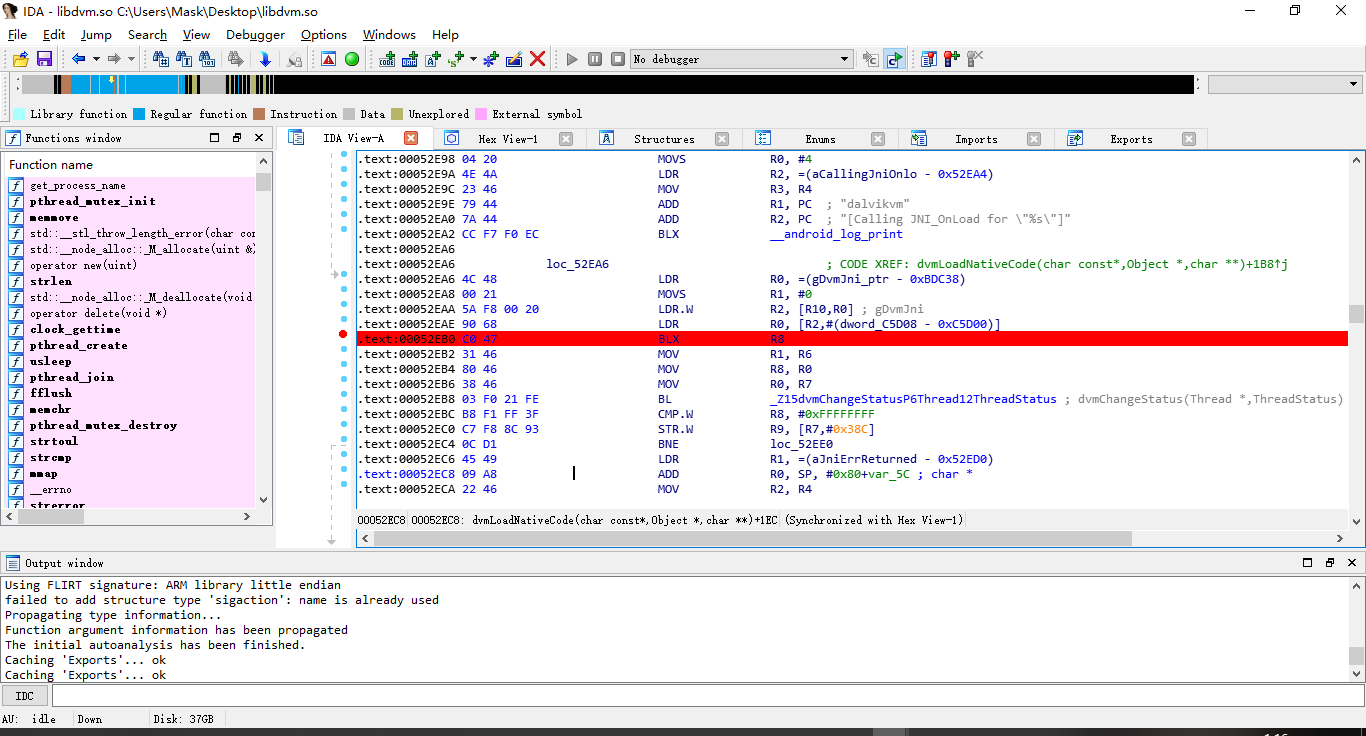 IDA - libdvm.so C:\Users\Mask\Desktop\libdvm.so
File Edit Jump Search View Debugger Options Windows Help
No debugger
Library function Regular function Instruction Data Unexplored External symbol
Functions window
IDA View-A Hex View-1 Structures Enums Imports Exports
Function name
get_process_name
pthread_mutex_init
memmove
std::__stl_throw_length_error(char con
std::__node_alloc::_M_allocate(uint &)
operator new(uint)
strlen
std::__node_alloc::_M_deallocate(void
operator delete(void *)
clock_gettime
pthread_create
usleep
pthread_join
fflush
memchr
pthread_mutex_destroy
strtoul
strcmp
mmap
__errno
strerror
.text:00052E98 04 20 MOVS R0, #4
.text:00052E9A 4E 4A LDR R2, =(aCallingJniOnlo - 0x52EA4)
.text:00052E9C 23 46 MOV R3, R4
.text:00052E9E 79 44 ADD R1, PC ; "dalvikvm"
.text:00052EA0 7A 44 ADD R2, PC ; "[Calling JNI_OnLoad for \"%s\"]"
.text:00052EA2 CC F7 F0 EC BLX __android_log_print
.text:00052EA6
.text:00052EA6 loc_52EA6 ; CODE XREF: dvmLoadNativeCode(char const*,Object *,char **)+1B8↑j
.text:00052EA6 4C 48 LDR R0, =(gDvmJni_ptr - 0xBDC38)
.text:00052EA8 00 21 MOVS R1, #0
.text:00052EAA 5A F8 00 20 LDR.W R2, [R10,R0] ; gDvmJni
.text:00052EAE 90 68 LDR R0, [R2,#(dword_C5D08 - 0xC5D00)]
.text:00052EB0 C0 47 BLX R8
.text:00052EB2 31 46 MOV R1, R6
.text:00052EB4 80 46 MOV R8, R0
.text:00052EB6 38 46 MOV R0, R7
.text:00052EB8 03 F0 21 FE BL _Z15dvmChangeStatusP6Thread12ThreadStatus ; dvmChangeStatus(Thread *,ThreadStatus)
.text:00052EBC B8 F1 FF 3F CMP.W R8, #0xFFFFFFFF
.text:00052EC0 C7 F8 8C 93 STR.W R9, [R7,#0x38C]
.text:00052EC4 0C D1 BNE loc_52EE0
.text:00052EC6 45 49 LDR R1, =(aJniErrReturned - 0x52ED0)
.text:00052EC8 09 A8 ADD R0, SP, #0x80+var_5C ; char *
.text:00052ECA 22 46 MOV R2, R4
00052EC8 00052EC8: dvmLoadNativeCode(char const*,Object *,char **)+1EC (Synchronized with Hex View-1)
Output window
Using FLIRT signature: ARM library little endian
failed to add structure type 'sigaction': name is already used
Propagating type information...
Function argument information has been propagated
The initial autoanalysis has been finished.
Caching 'Exports'... ok
Caching 'Exports'... ok
IDC
AU: idle Down Disk: 37GB